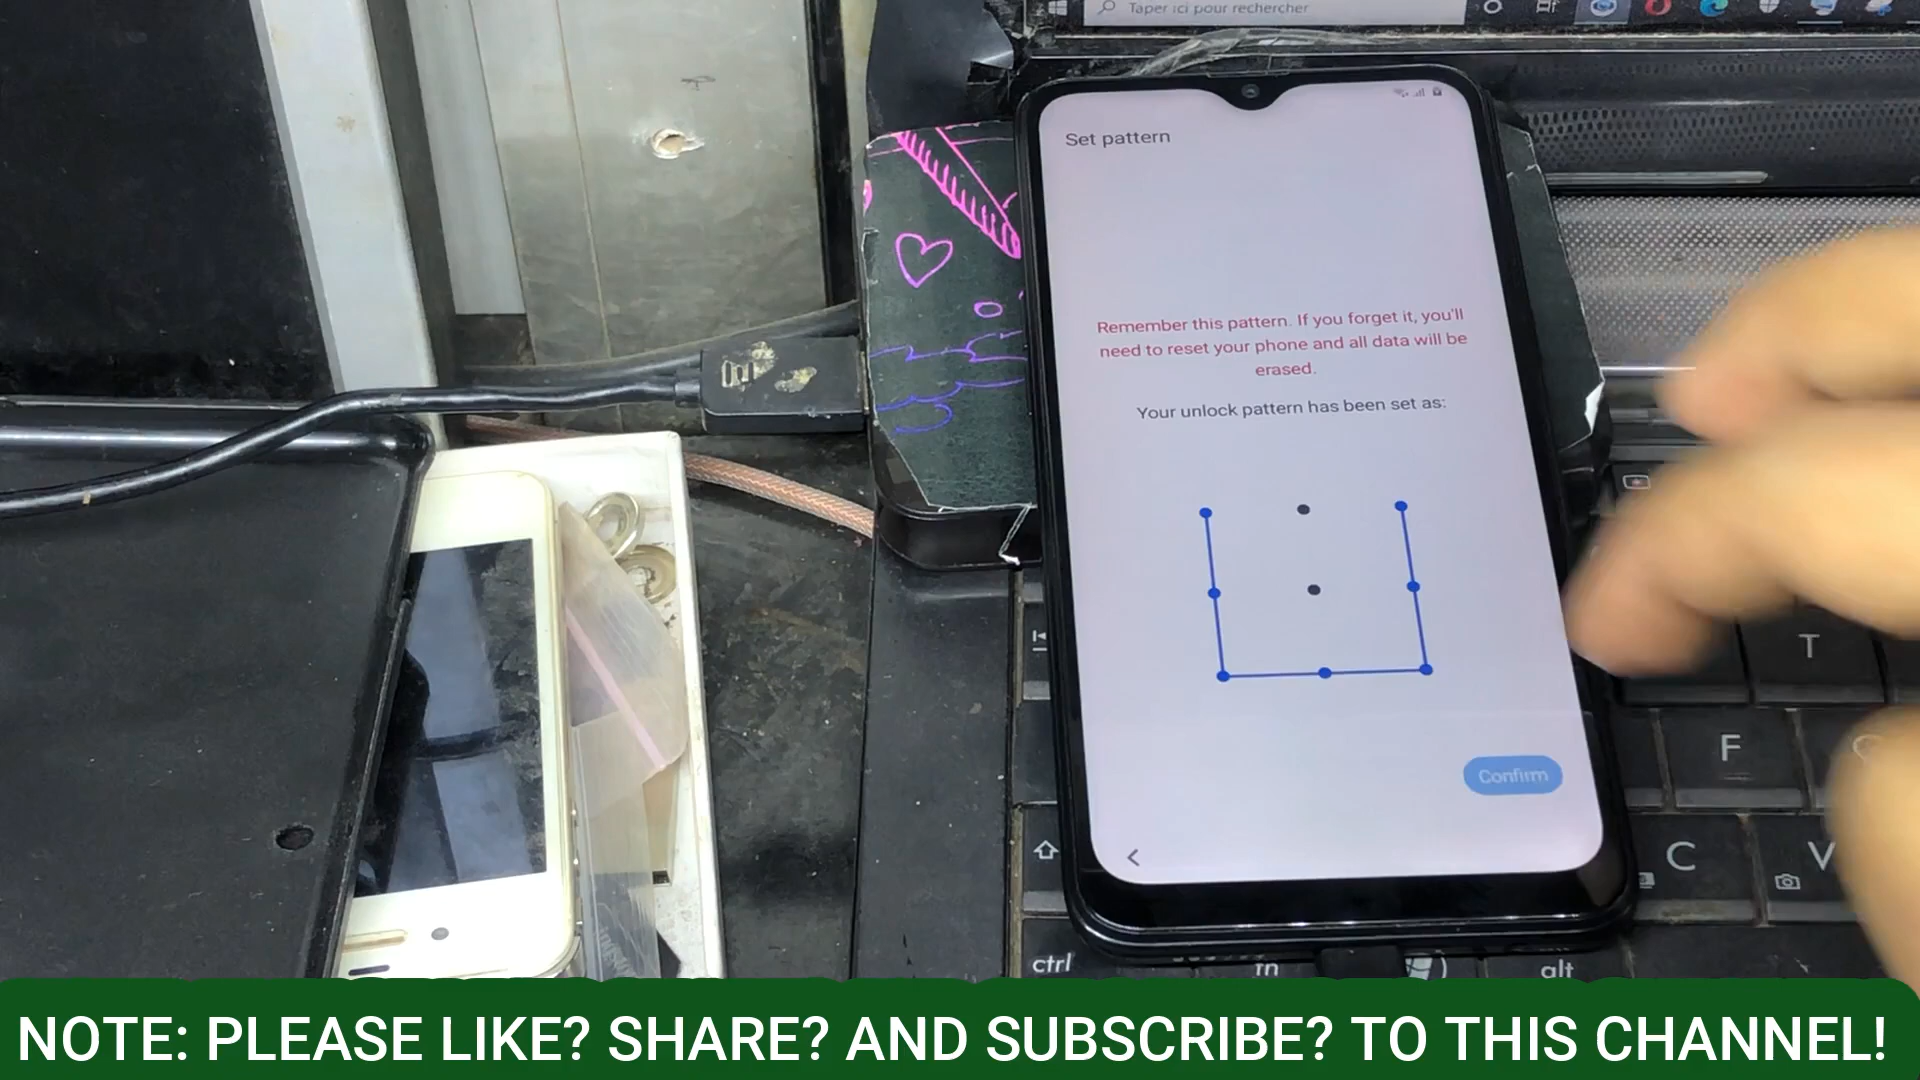 Taper ici pour rechercher
Set pattern
Remember this pattern. If you forget it, you'll
need to reset your phone and all data will be
erased.
Your unlock pattern has been set as:
Confirm
T
F
C
V
ctrl
fn
alt
NOTE: PLEASE LIKE? SHARE? AND SUBSCRIBE? TO THIS CHANNEL!